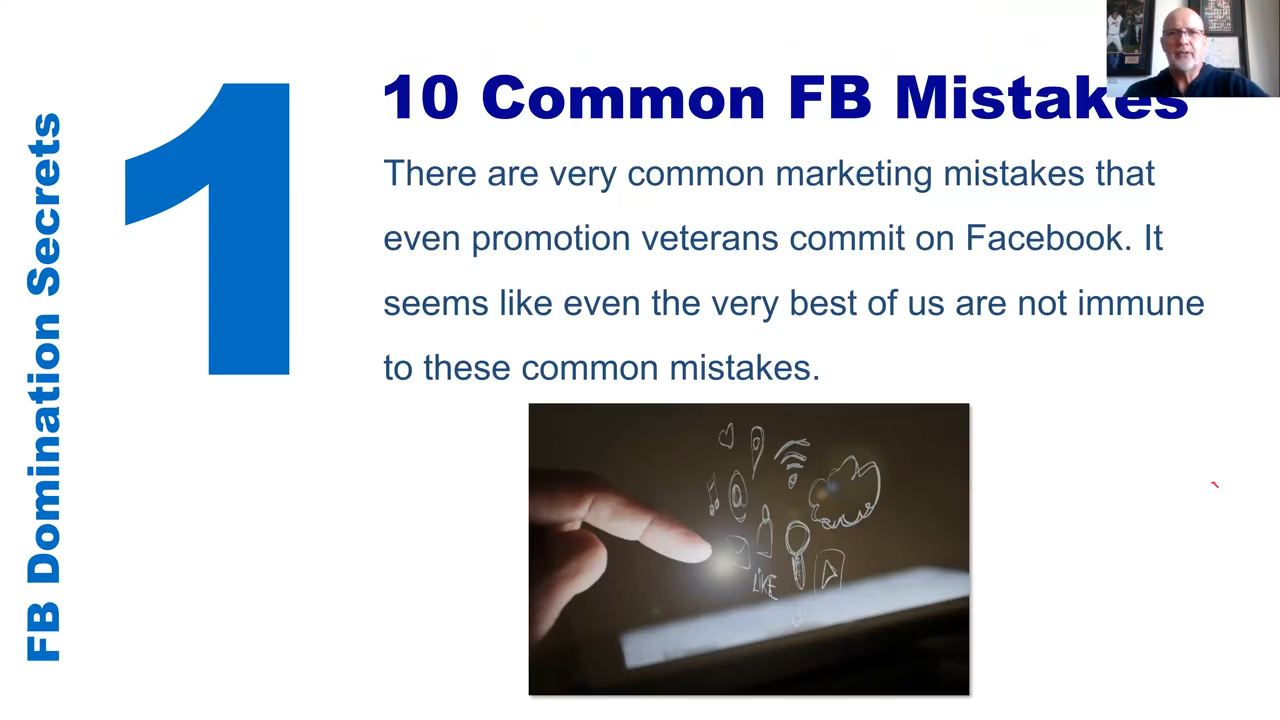 FB Domination Secrets
1
10 Common FB Mistakes
There are very common marketing mistakes that
even promotion veterans commit on Facebook. It
seems like even the very best of us are not immune
to these common mistakes.
@
LIKE